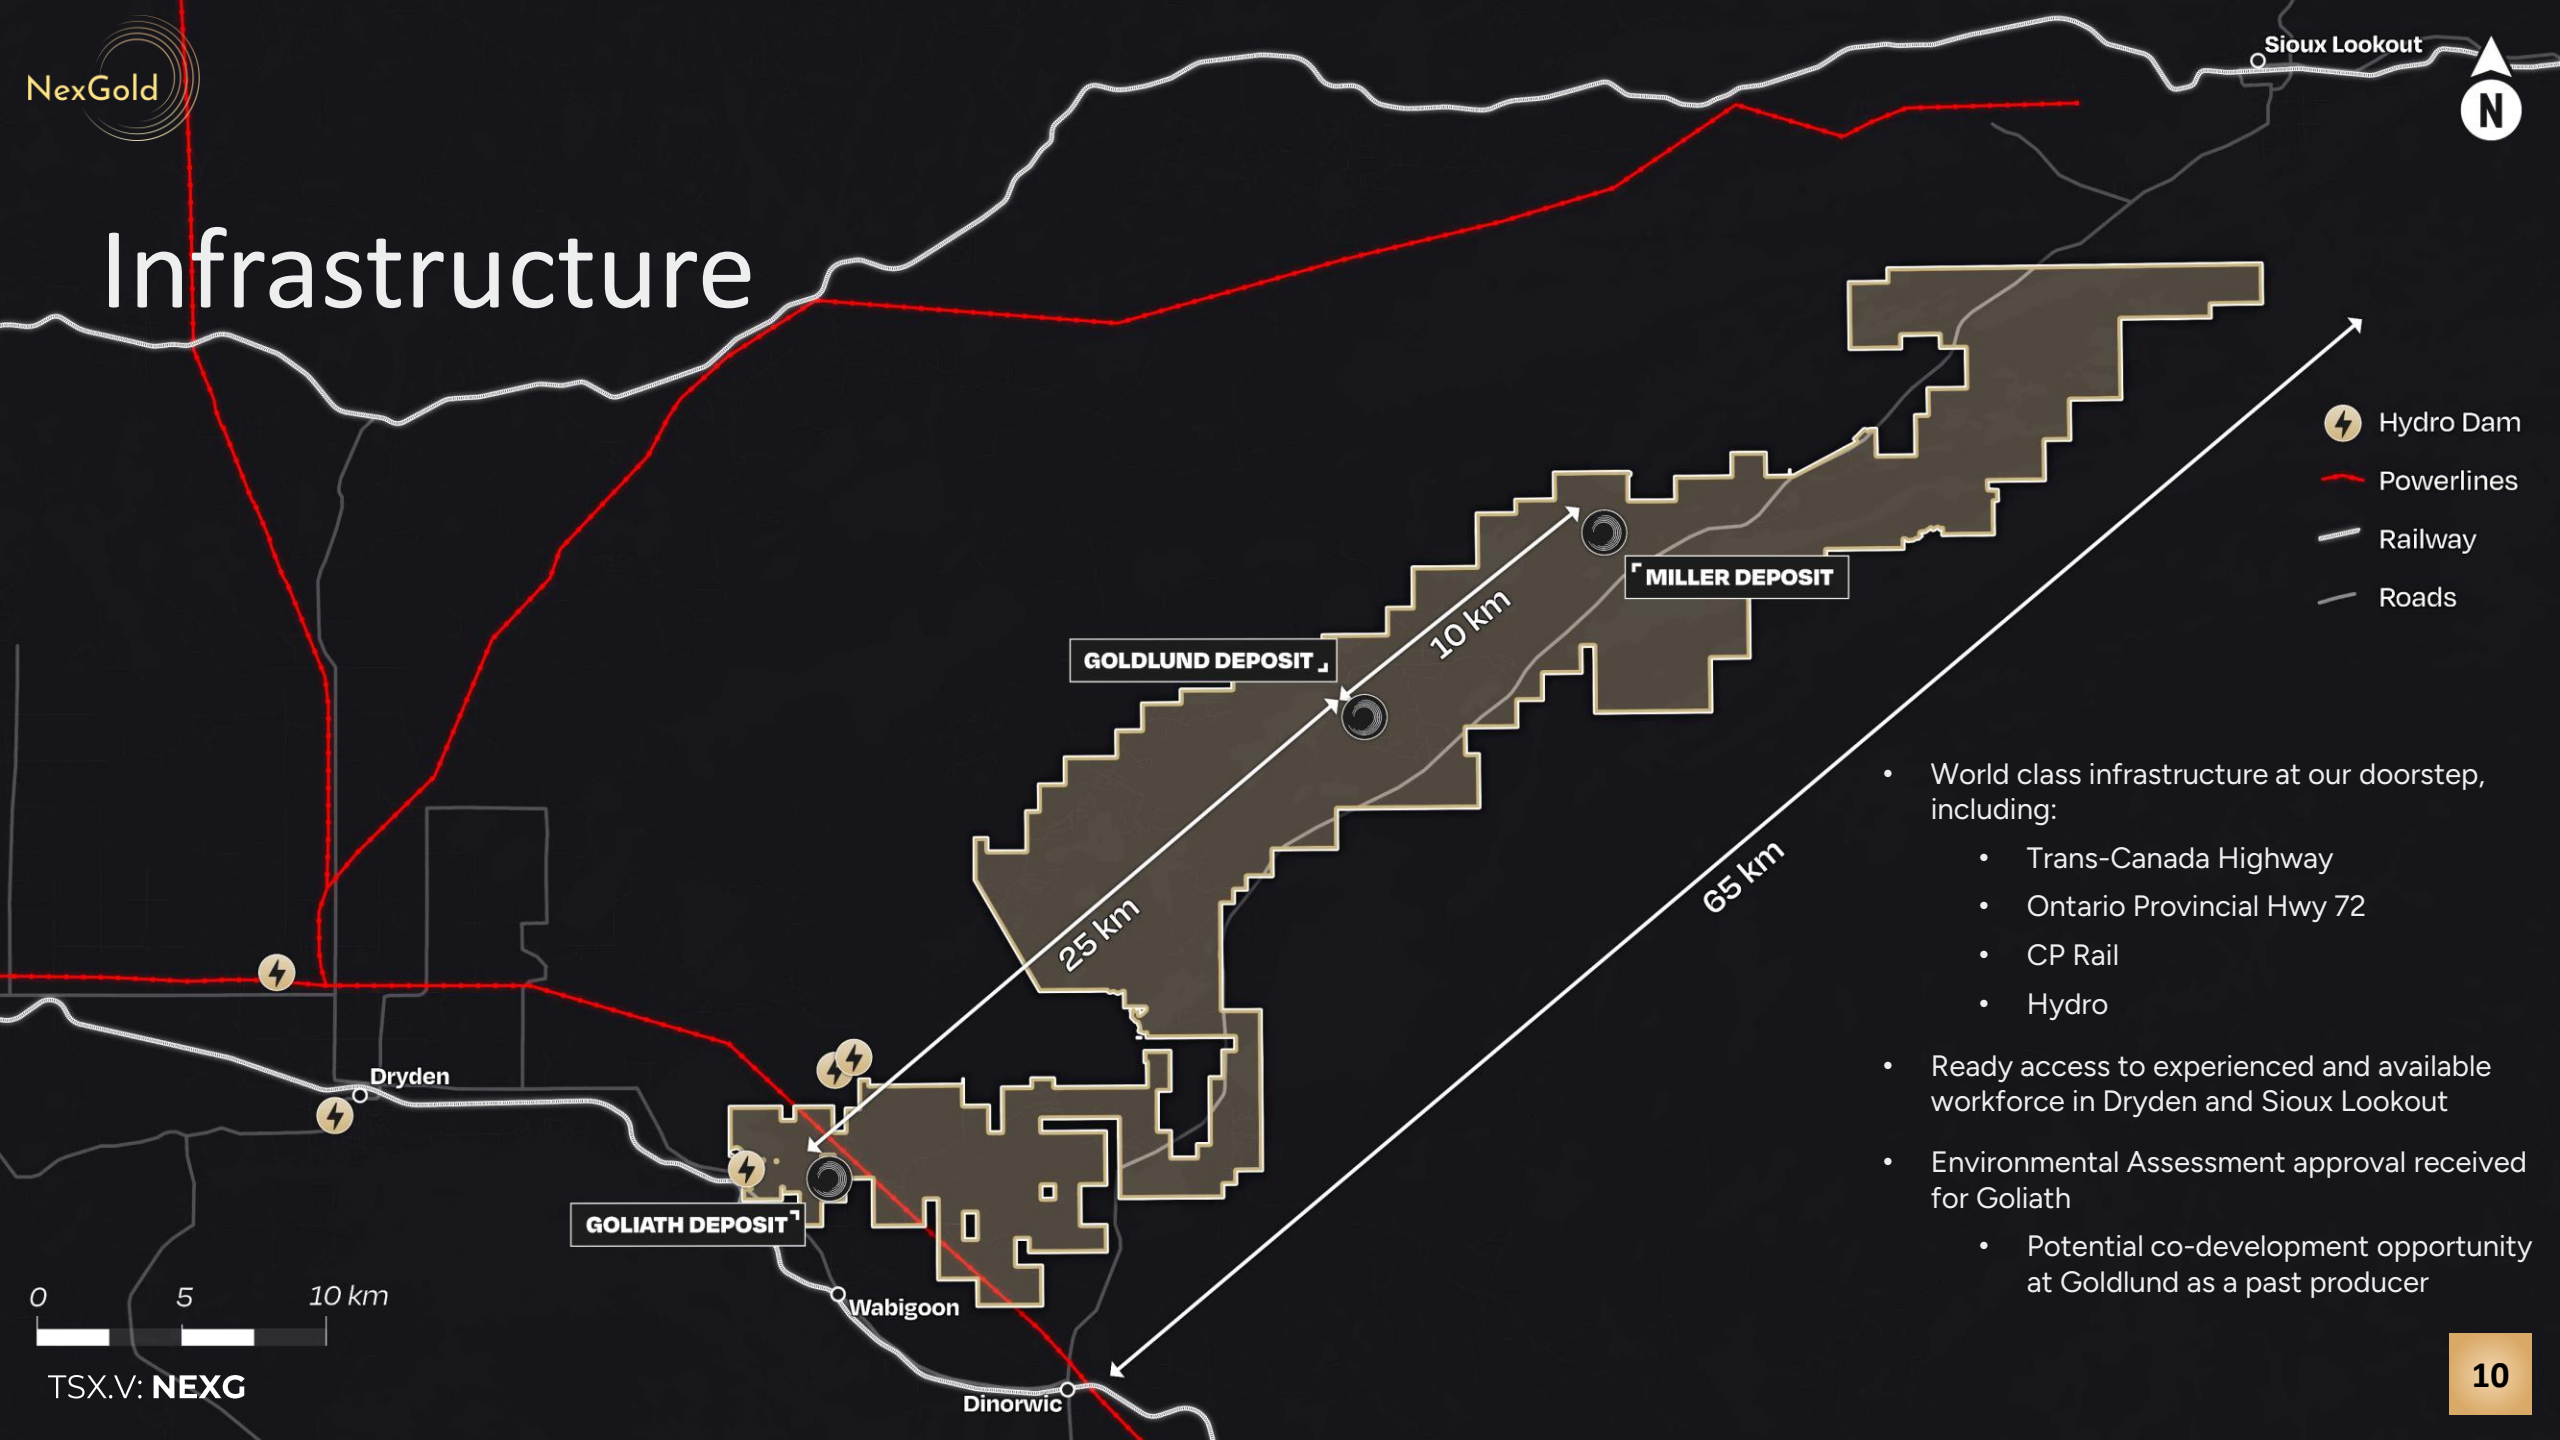 NexGold
Sioux Lookout
N
Infrastructure
Hydro Dam
Powerlines
Railway
Roads
MILLER DEPOSIT
10 km
GOLDLUND DEPOSIT
25 km
65 km
• World class infrastructure at our doorstep,
including:
• Trans-Canada Highway
• Ontario Provincial Hwy 72
• CP Rail
• Hydro
• Ready access to experienced and available
workforce in Dryden and Sioux Lookout
• Environmental Assessment approval received
for Goliath
• Potential co-development opportunity
at Goldlund as a past producer
Dryden
GOLIATH DEPOSIT
Wabigoon
Dinorwic
0 5 10 km
TSX.V: NEXG
10